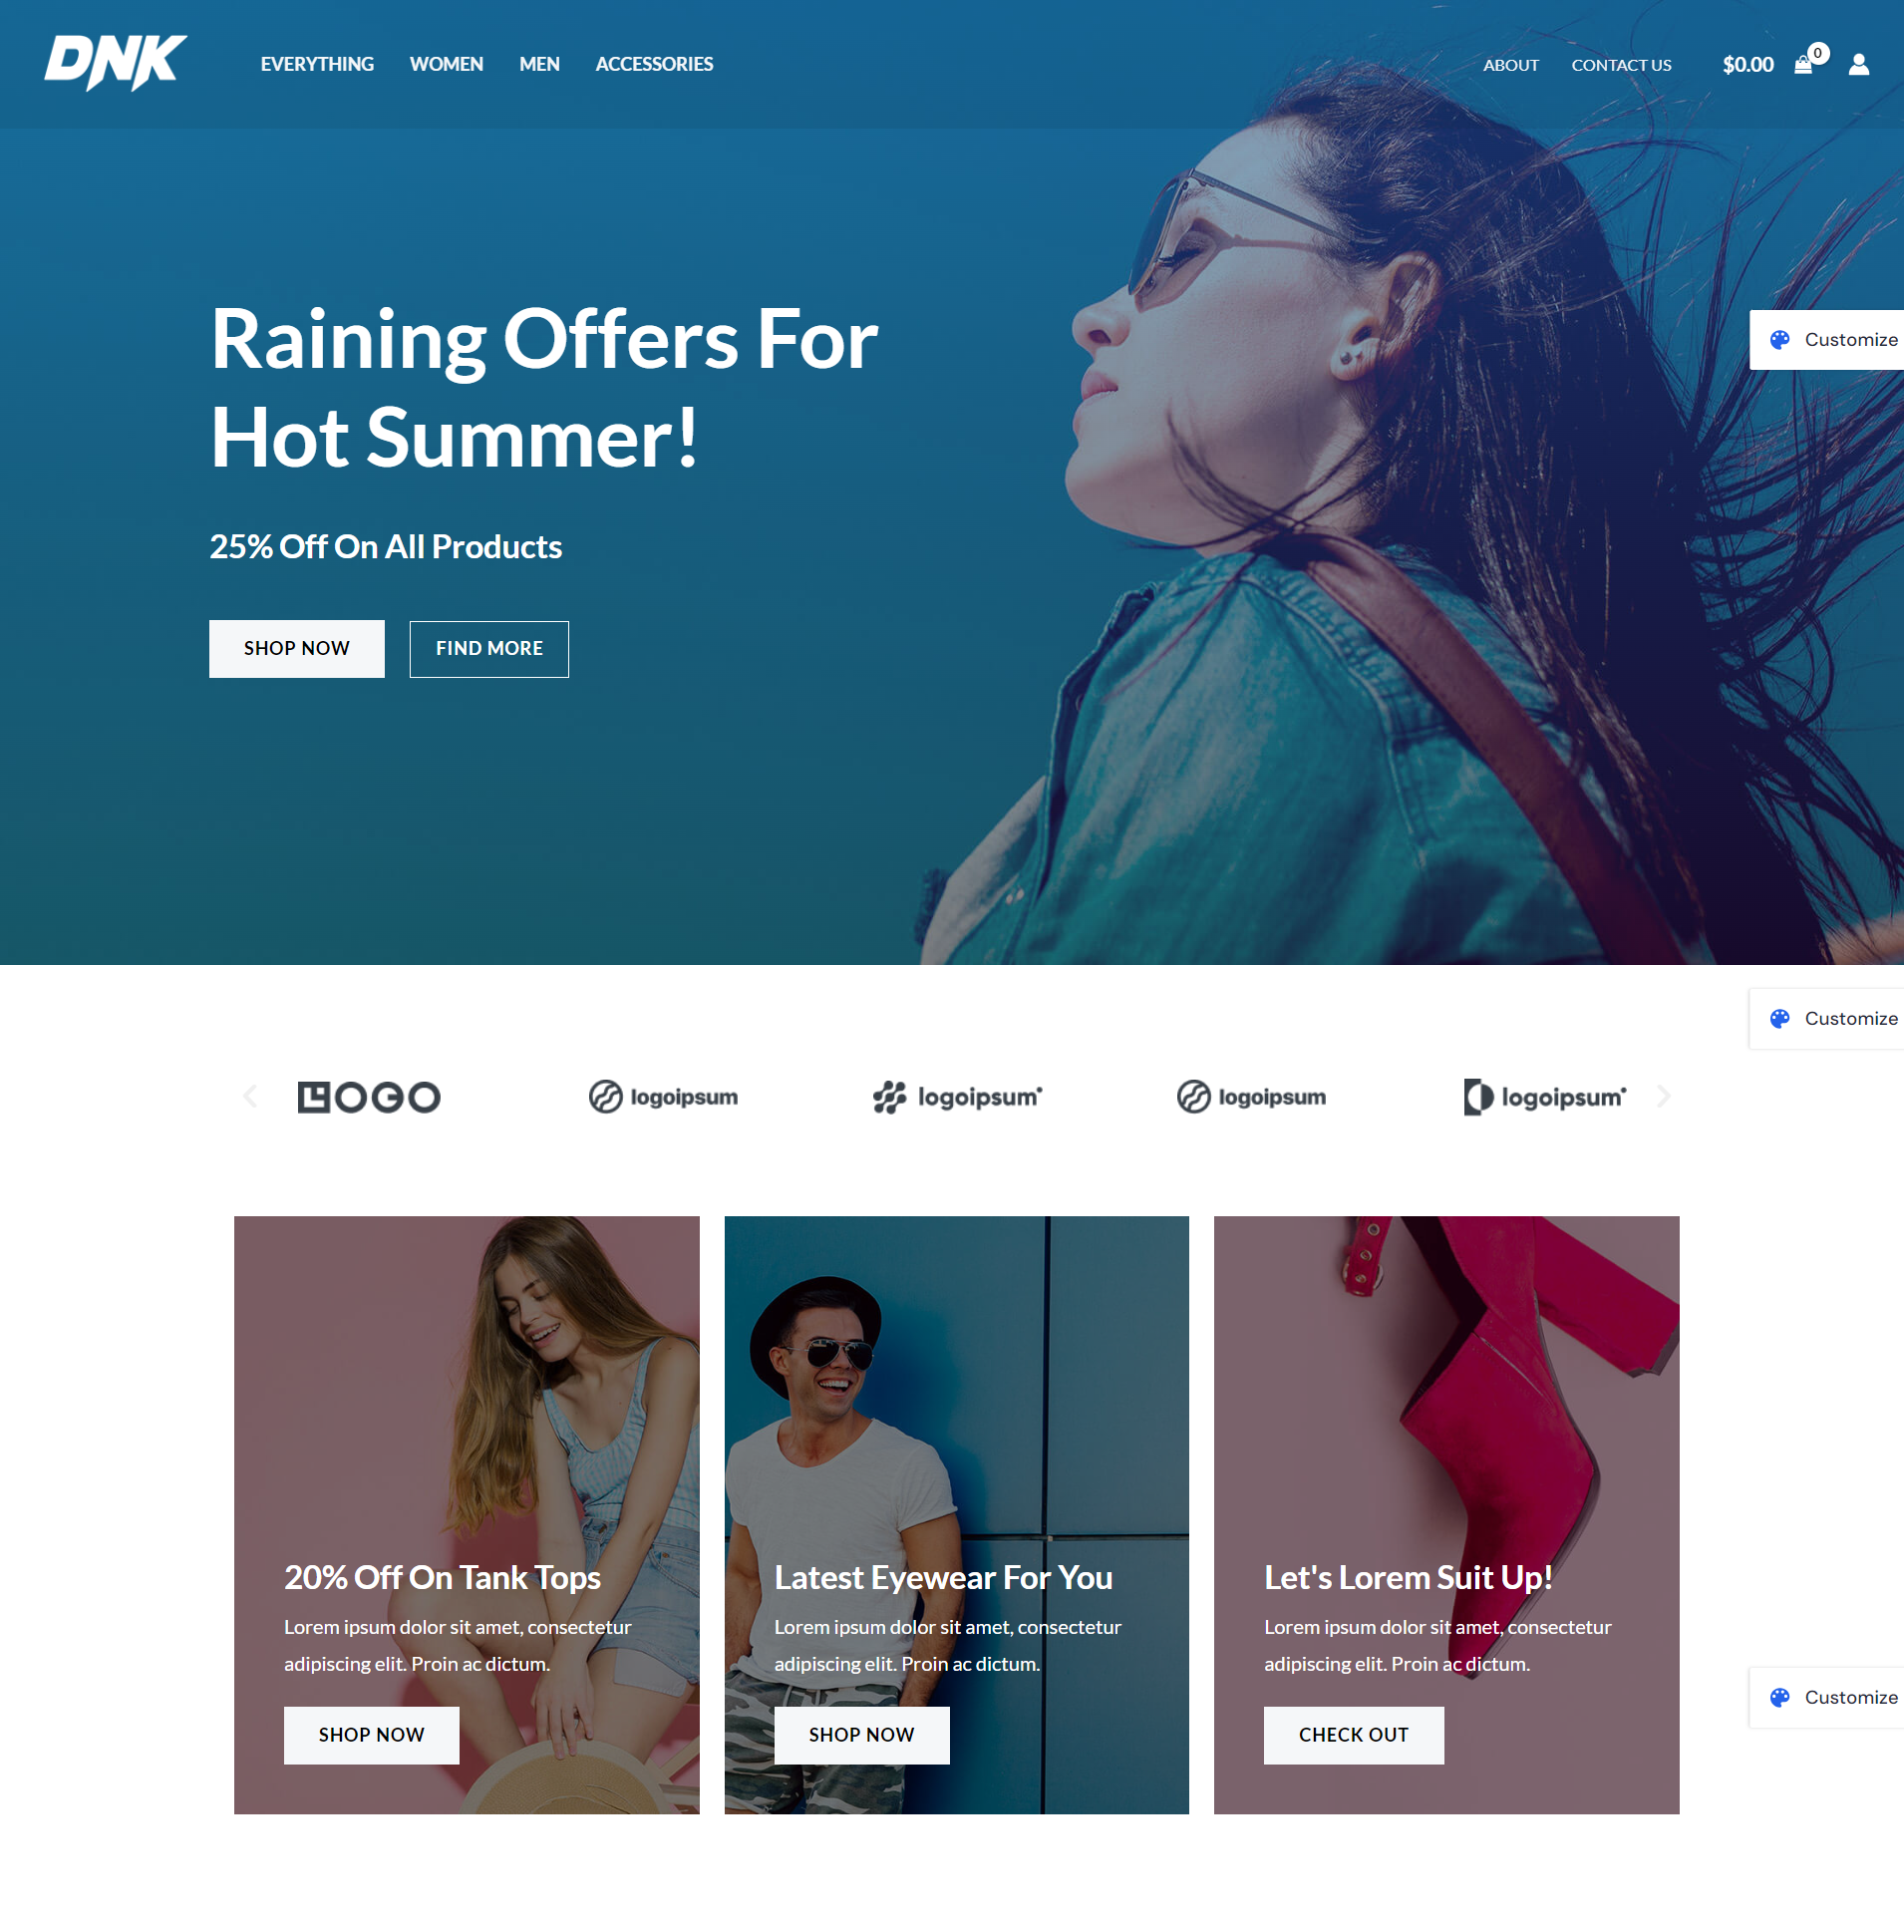 DNK
EVERYTHING WOMEN MEN ACCESSORIES
ABOUT CONTACT US $0.00 0
Raining Offers For
Hot Summer!
25% Off On All Products
SHOP NOW FIND MORE
Customize
Customize
LOGO logoipsum logoipsum logoipsum logoipsum
20% Off On Tank Tops
Lorem ipsum dolor sit amet, consectetur
adipiscing elit. Proin ac dictum.
SHOP NOW
Latest Eyewear For You
Lorem ipsum dolor sit amet, consectetur
adipiscing elit. Proin ac dictum.
SHOP NOW
Let's Lorem Suit Up!
Lorem ipsum dolor sit amet, consectetur
adipiscing elit. Proin ac dictum.
CHECK OUT
Customize